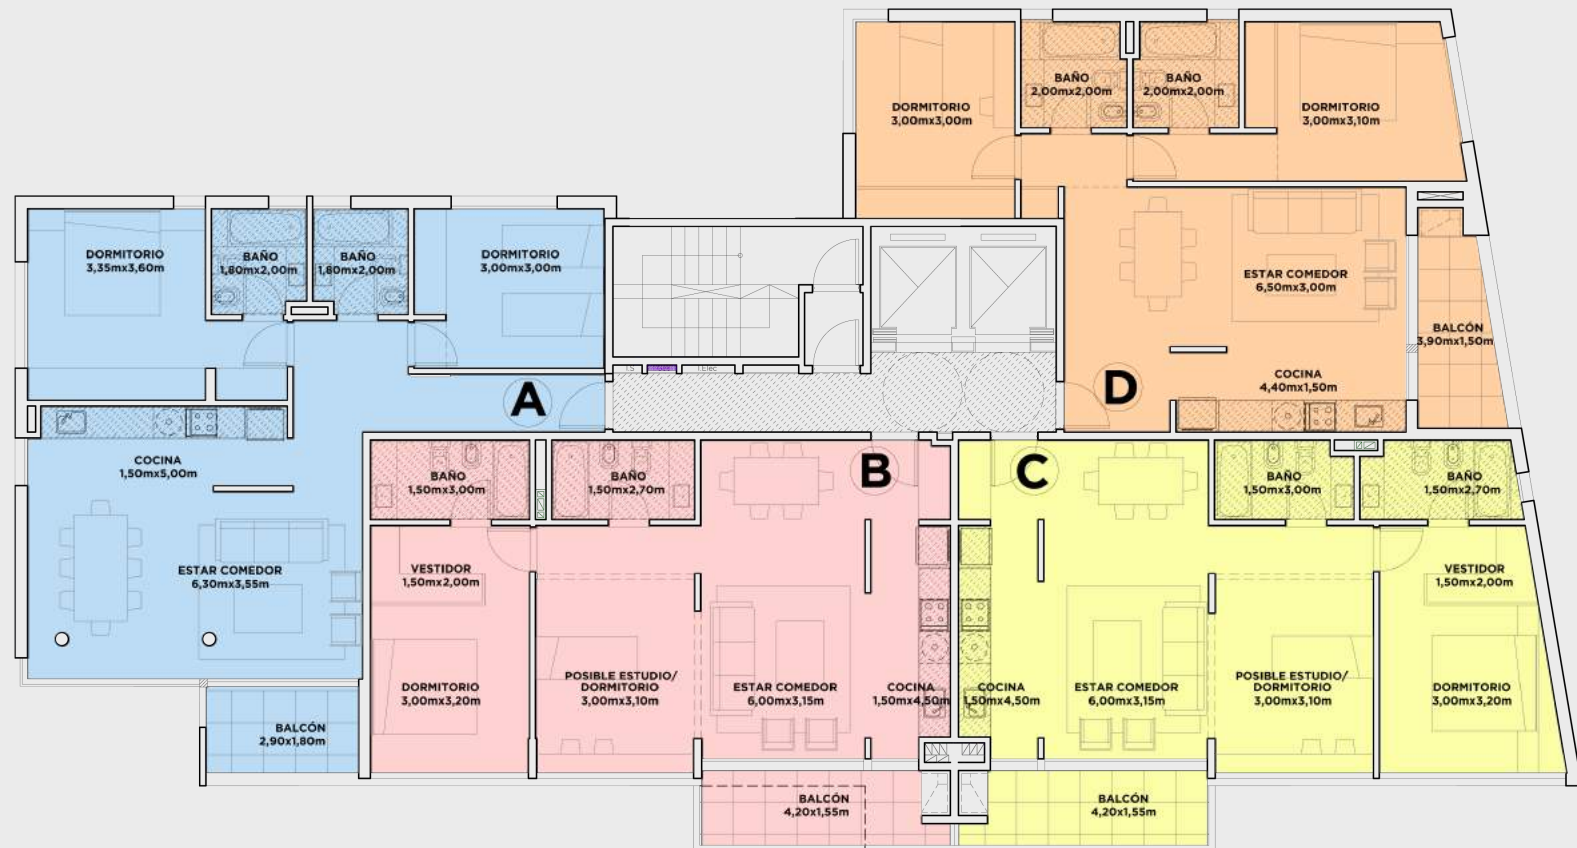 BAÑO
2,00mx2,00m
BAÑO
2,00mx2,00m
DORMITORIO
3,00mx3,00m
DORMITORIO
3,00mx3,10m
DORMITORIO
3,35mx3,60m
BAÑO
1,80mx2,00m
BAÑO
1,80mx2,00m
DORMITORIO
3,00mx3,00m
ESTAR COMEDOR
6,50mx3,00m
BALCÓN
3,90mx1,50m
COCINA
4,40mx1,50m
A
D
COCINA
1,50mx5,00m
BAÑO
1,50mx3,00m
BAÑO
1,50mx2,70m
B
C
BAÑO
1,50mx3,00m
BAÑO
1,50mx2,70m
ESTAR COMEDOR
6,30mx3,55m
VESTIDOR
1,50mx2,00m
VESTIDOR
1,50mx2,00m
DORMITORIO
3,00mx3,20m
POSIBLE ESTUDIO/
DORMITORIO
3,00mx3,10m
ESTAR COMEDOR
6,00mx3,15m
COCINA
1,50mx4,50m
COCINA
1,50mx4,50m
ESTAR COMEDOR
6,00mx3,15m
POSIBLE ESTUDIO/
DORMITORIO
3,00mx3,10m
DORMITORIO
3,00mx3,20m
BALCÓN
2,90x1,80m
BALCÓN
4,20x1,55m
BALCÓN
4,20x1,55m